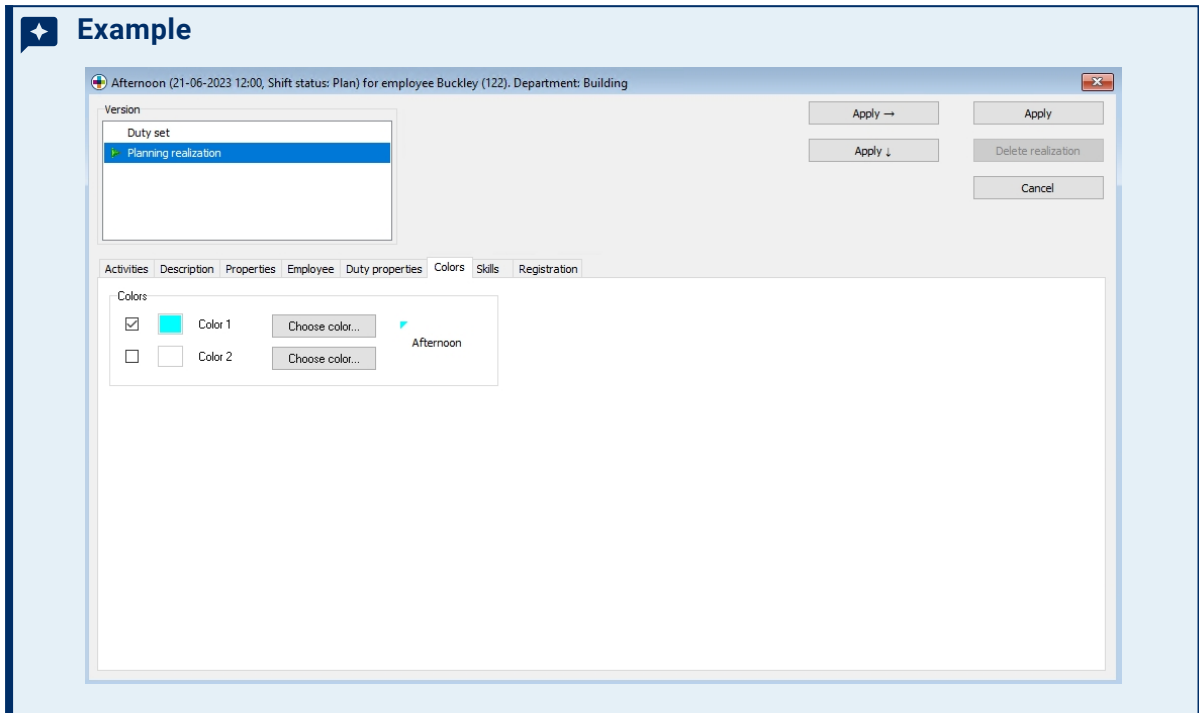 Example
Afternoon (21-06-2023 12:00, Shift status: Plan) for employee Buckley (122). Department: Building
Version
Duty set
Planning realization
Apply →
Apply
Apply ↓
Delete realization
Cancel
Activities Description Properties Employee Duty properties Colors Skills Registration
Colors
Color 1 Choose color...
Afternoon
Color 2 Choose color...